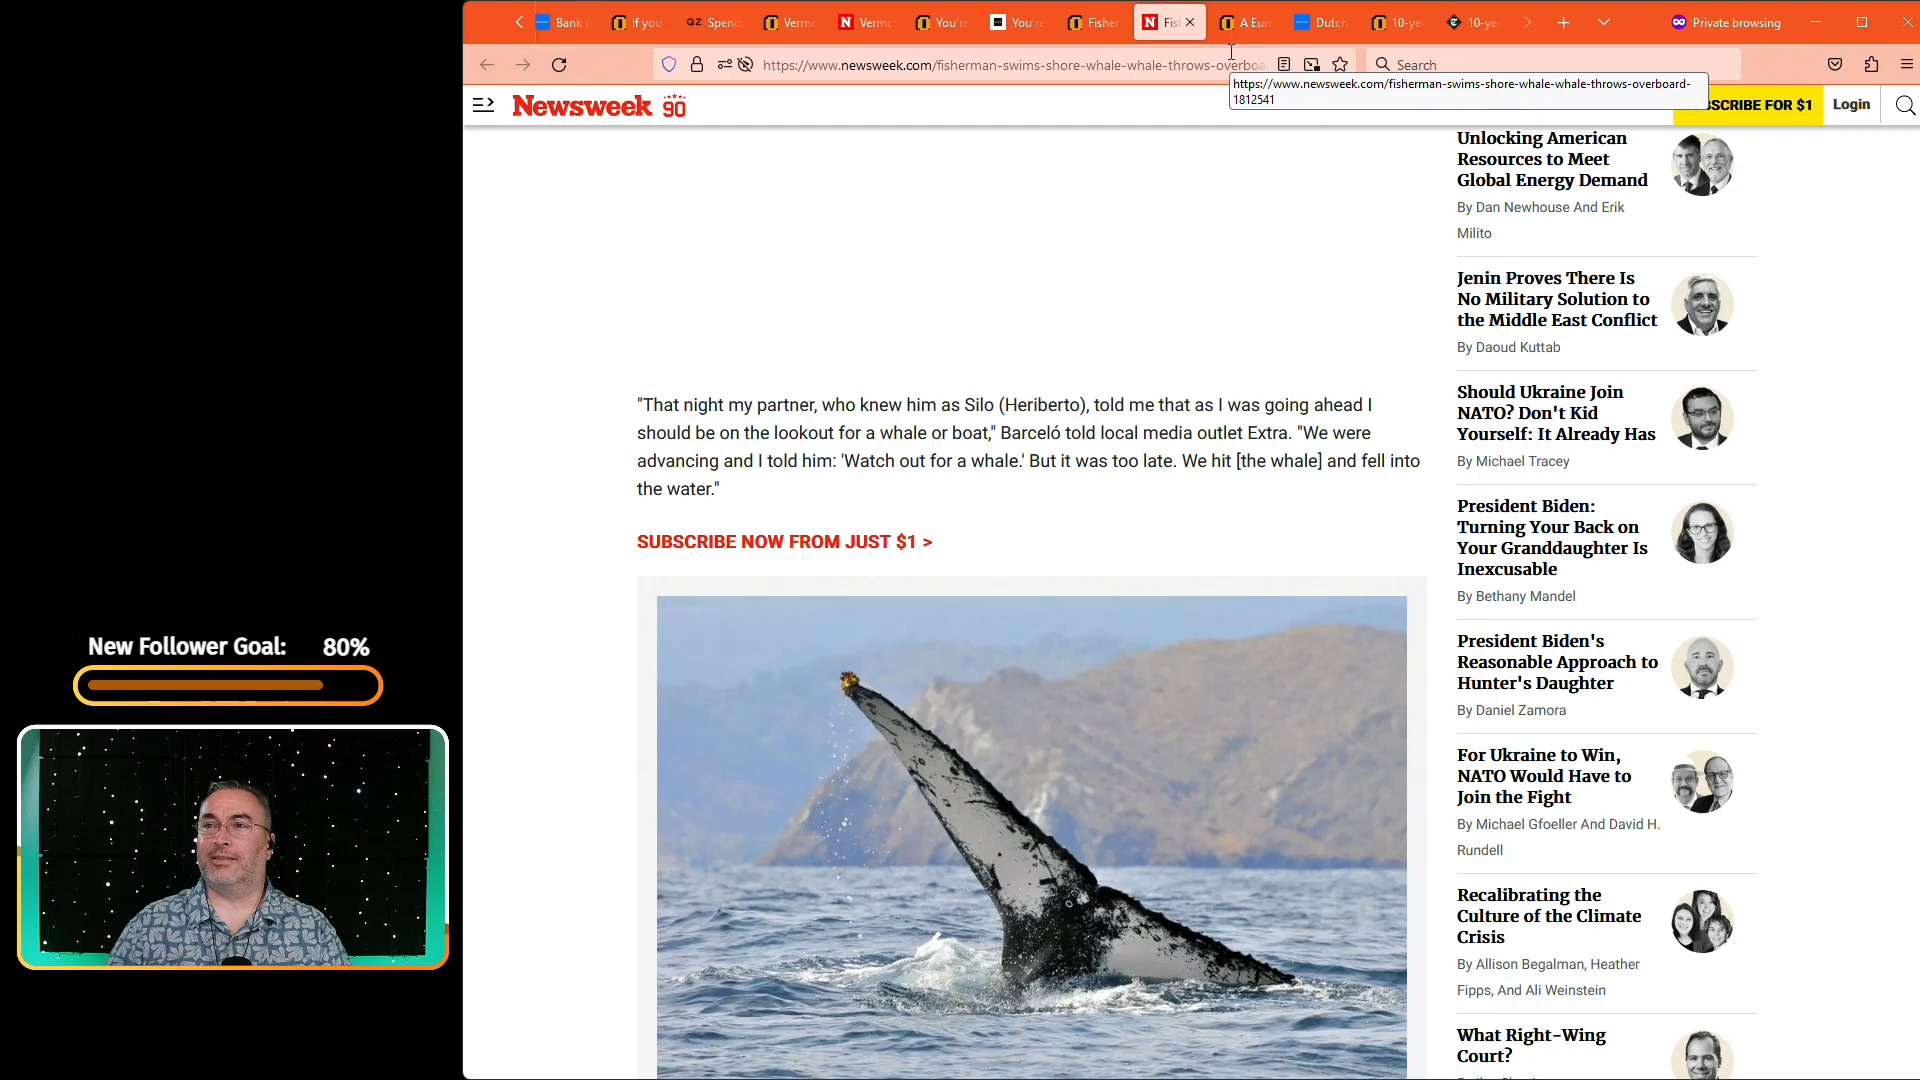 Bank
If you
QZ Spend
Vermo
Vermo
You're
You're
Fisher
Fis
A Eur
Dutch
10-ye
10-ye
Private browsing
https://www.newsweek.com/fisherman-swims-shore-whale-whale-throws-overboa
Search
https://www.newsweek.com/fisherman-swims-shore-whale-whale-throws-overboard-
1812541
Newsweek 90
SCRIBE FOR $1
Login
Unlocking American
Resources to Meet
Global Energy Demand
By Dan Newhouse And Erik
Milito
Jenin Proves There Is
No Military Solution to
the Middle East Conflict
By Daoud Kuttab
"That night my partner, who knew him as Silo (Heriberto), told me that as I was going ahead I
should be on the lookout for a whale or boat," Barceló told local media outlet Extra. "We were
advancing and I told him: 'Watch out for a whale.' But it was too late. We hit [the whale] and fell into
the water."
SUBSCRIBE NOW FROM JUST $1 >
Should Ukraine Join
NATO? Don't Kid
Yourself: It Already Has
By Michael Tracey
President Biden:
Turning Your Back on
Your Granddaughter Is
Inexcusable
By Bethany Mandel
President Biden's
Reasonable Approach to
Hunter's Daughter
By Daniel Zamora
For Ukraine to Win,
NATO Would Have to
Join the Fight
By Michael Gfoeller And David H.
Rundell
Recalibrating the
Culture of the Climate
Crisis
By Allison Begalman, Heather
Fipps, And Ali Weinstein
What Right-Wing
Court?
New Follower Goal: 80%